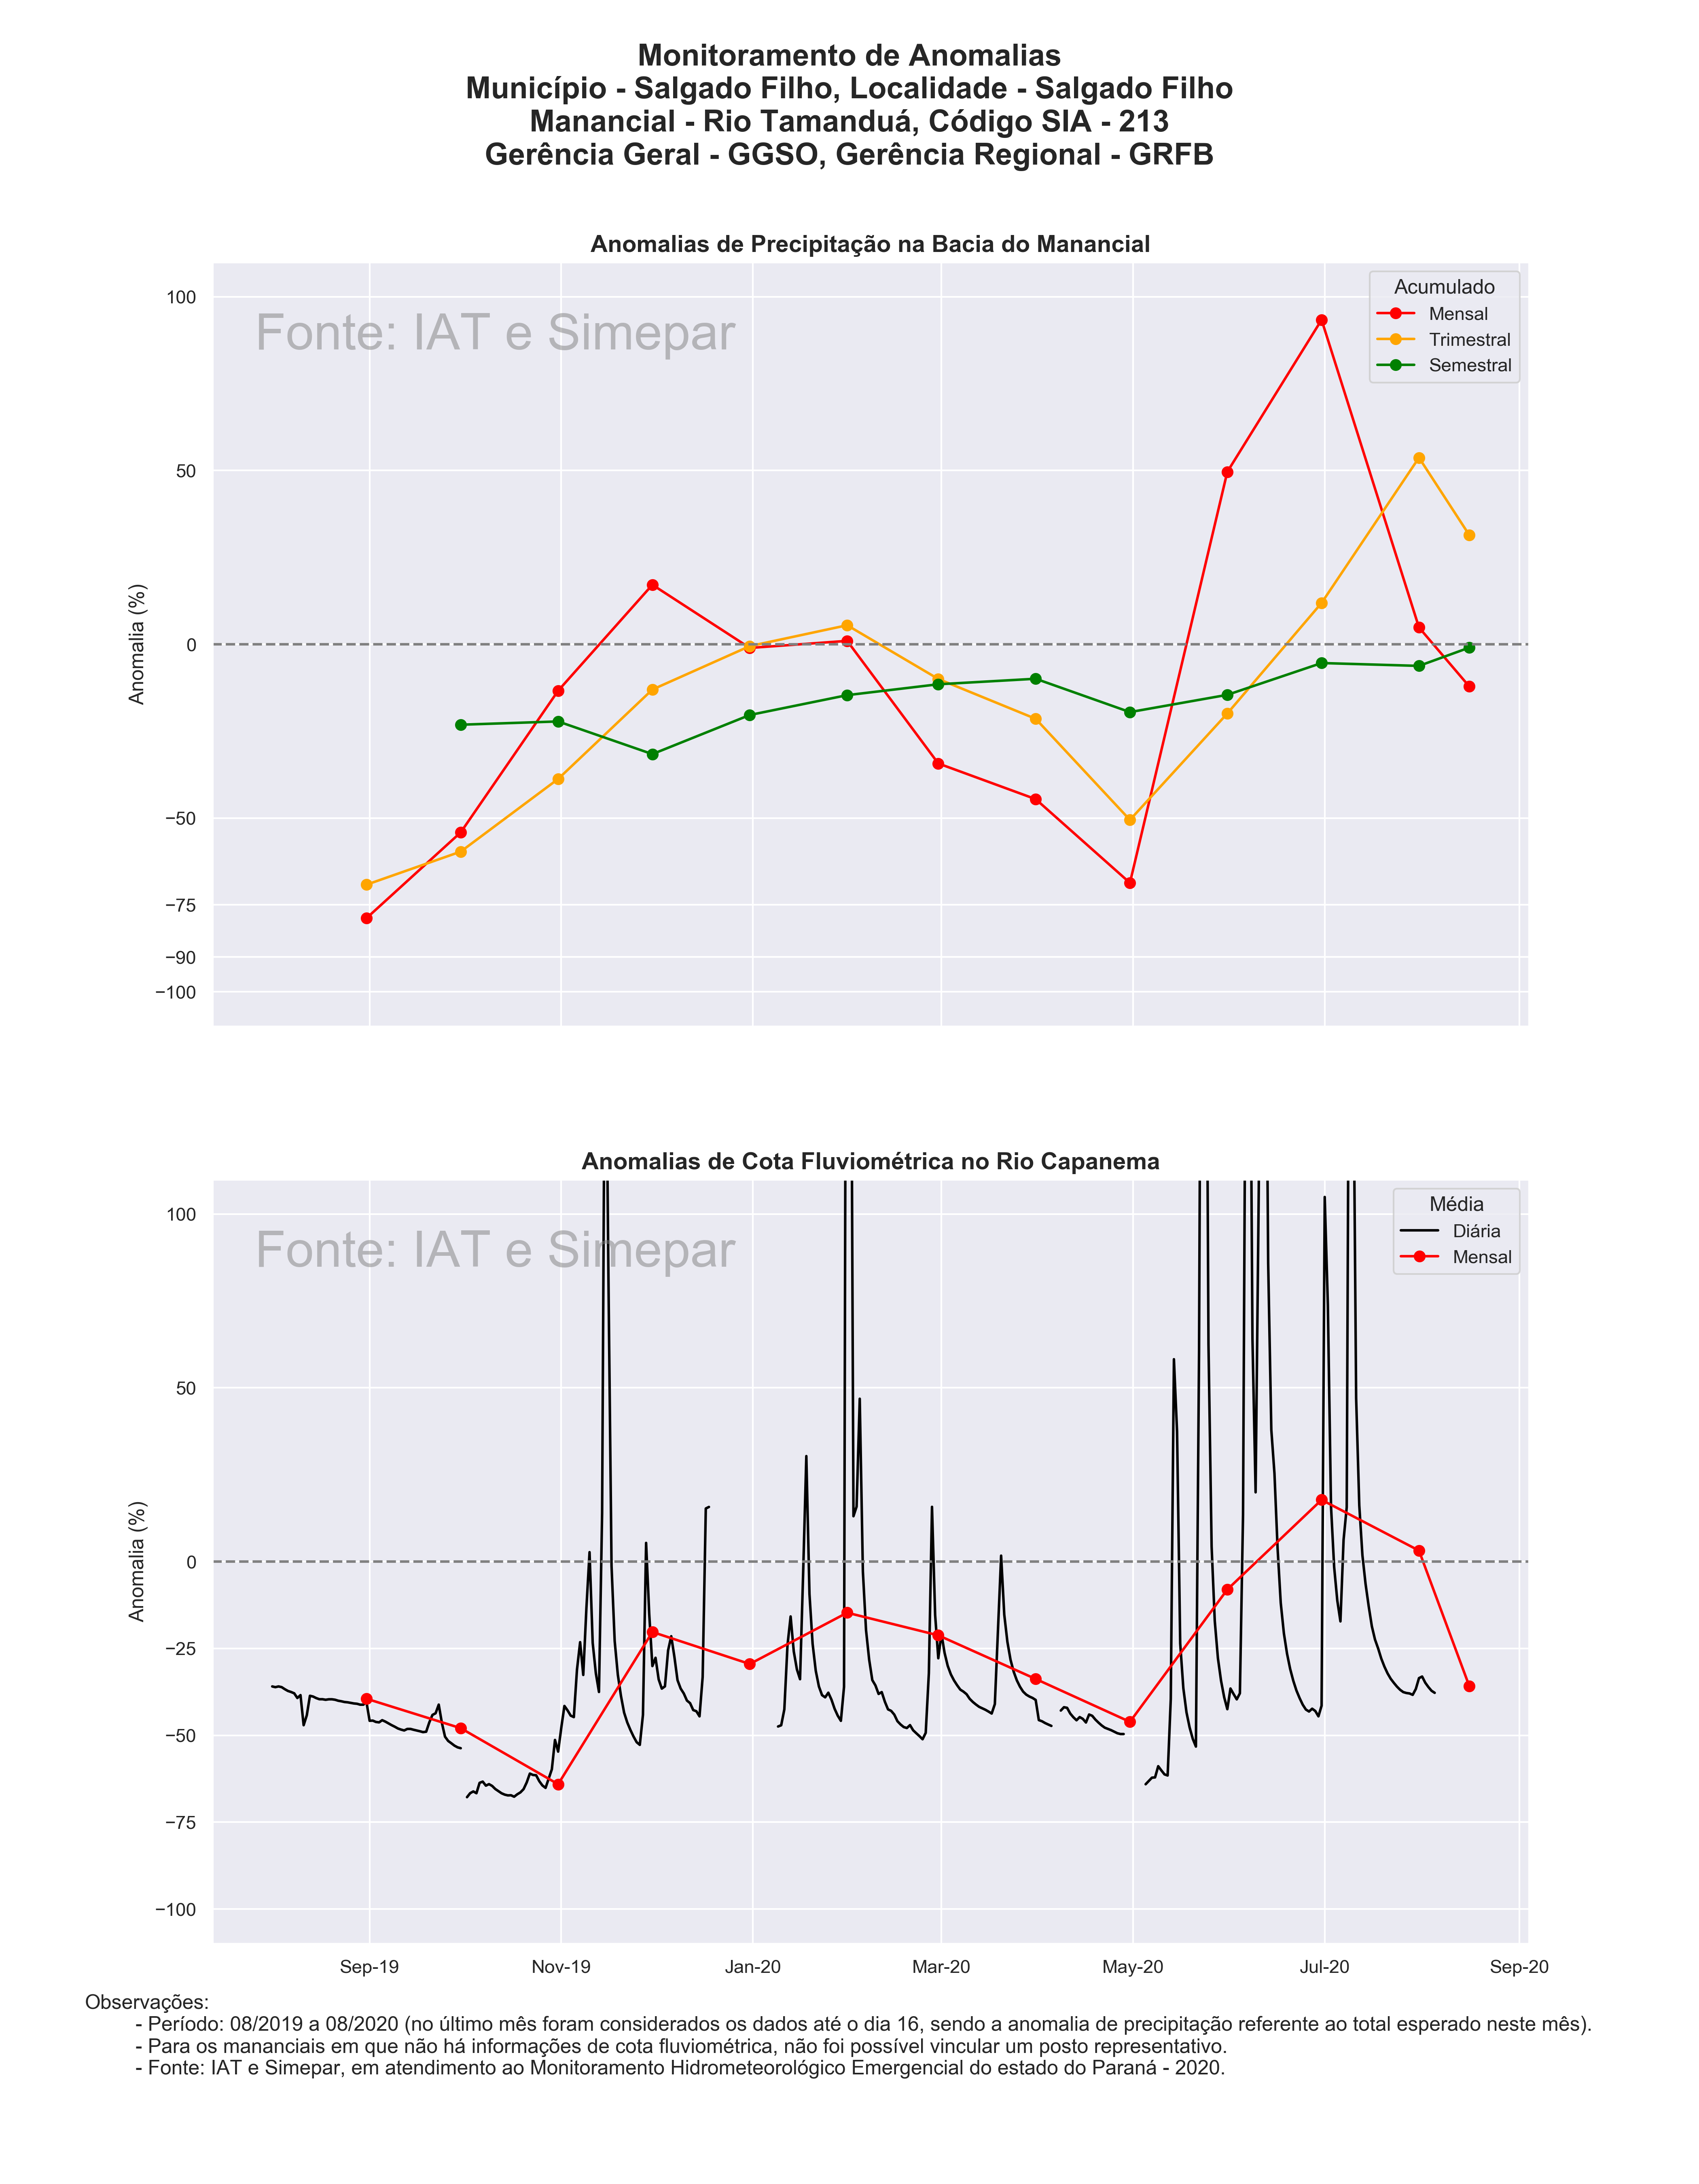 Monitoramento de Anomalias
Município - Salgado Filho, Localidade - Salgado Filho
Manancial - Rio Tamanduá, Código SIA - 213
Gerência Geral - GGSO, Gerência Regional - GRFB
Anomalias de Precipitação na Bacia do Manancial
Fonte: IAT e Simepar
Acumulado
Mensal
Trimestral
Semestral
Anomalia (%)
100
50
0
−50
−75
−90
−100
Anomalias de Cota Fluviométrica no Rio Capanema
Fonte: IAT e Simepar
Média
Diária
Mensal
Anomalia (%)
100
50
0
−25
−50
−75
−100
Sep-19 Nov-19 Jan-20 Mar-20 May-20 Jul-20 Sep-20
Observações:
- Período: 08/2019 a 08/2020 (no último mês foram considerados os dados até o dia 16, sendo a anomalia de precipitação referente ao total esperado neste mês).
- Para os mananciais em que não há informações de cota fluviométrica, não foi possível vincular um posto representativo.
- Fonte: IAT e Simepar, em atendimento ao Monitoramento Hidrometeorológico Emergencial do estado do Paraná - 2020.